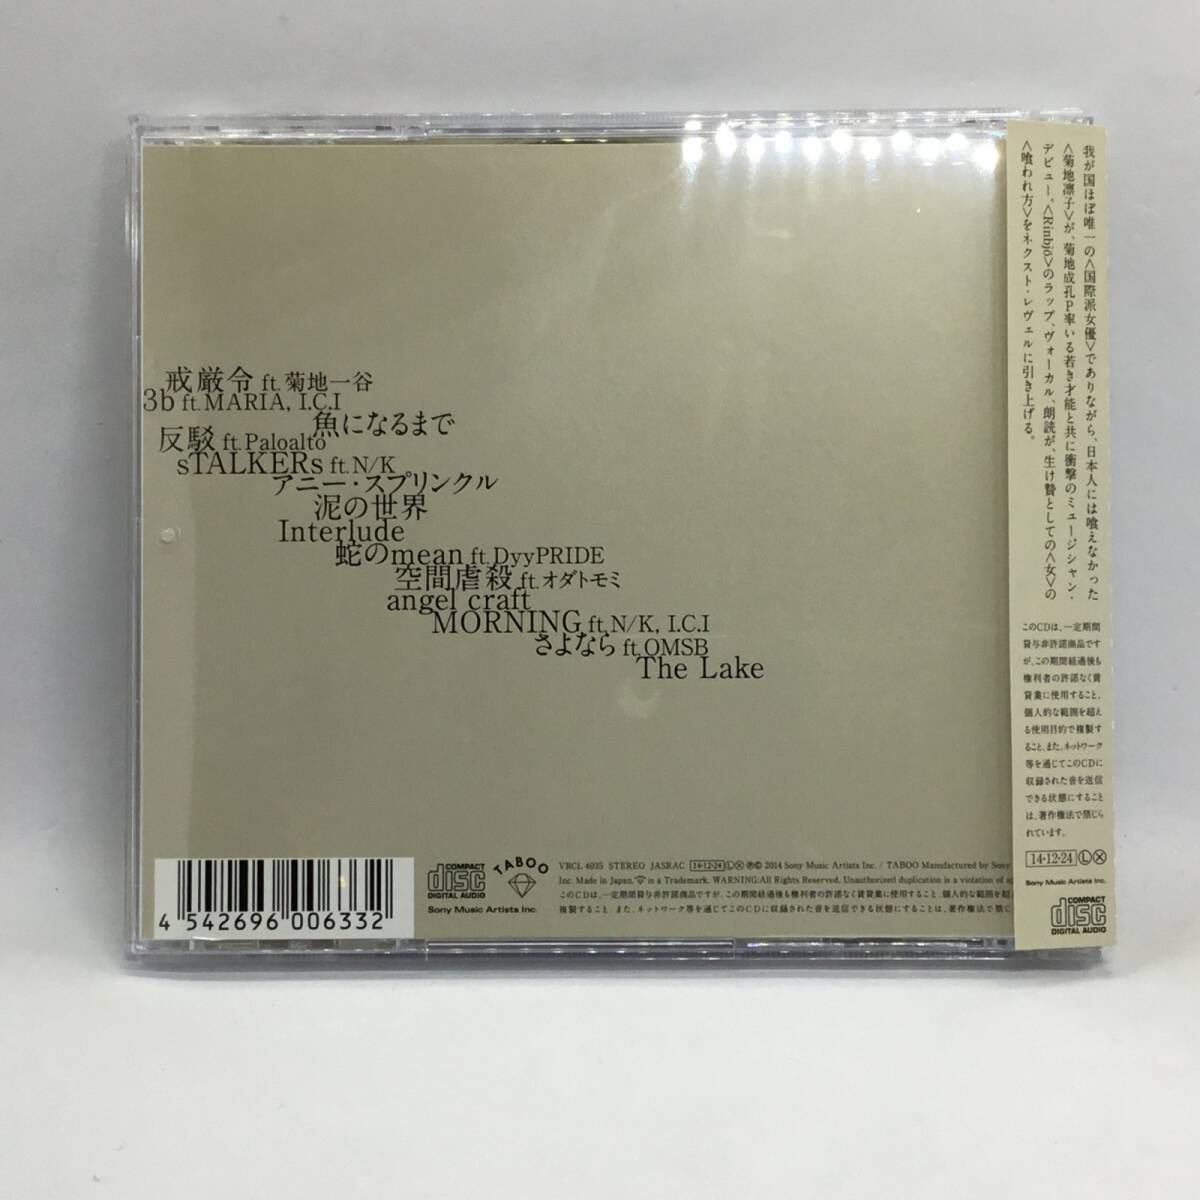 戒厳令 ft.菊地一谷
3b ft.MARIA, I.C.I
魚になるまで
反駁 ft.Paloalto
sTALKERs ft.N/K
アニー・スプリンクル
泥の世界
Interlude
蛇のmean ft.DyyPRIDE
空間虐殺 ft.オダトモミ
angel craft
MORNING ft.N/K, I.C.I
さよなら ft.OMSB
The Lake
4 542696 006332
COMPACT
disc
DIGITAL AUDIO
TABOO
Sony Music Artists Inc.
VRCL 4035 STEREO JASRAC 14・12・24 Ⓛ Ⓧ ℗© 2014 Sony Music Artists Inc. / TABOO Manufactured by Sony
Inc. Made in Japan. is a Trademark. WARNING:All Rights Reserved. Unauthorized duplication is a violation of
このCDは、一定期間貸与非許諾商品ですが、この期間経過後も権利者の許諾なく賃貸業に使用すること、個人的な範囲を超
複製すること、また、ネットワーク等を通じてこのCDに収録された音を送信できる状態にすることは、著作権法で禁じ
我が国ほぼ唯一の<国際派女優>でありながら、日本人には喰えなかった
<菊地凛子>が、菊地成孔P率いる若き才能と共に衝撃のミュージシャン・
デビュー。<Rinbjö>のラップ、ヴォーカル、朗読が、生け贄としての<女>の
<喰われ方>をネクスト・レヴェルに引き上げる。
このCDは、一定期間
貸与非許諾商品です
が、この期間経過後も
権利者の許諾なく賃
貸業に使用すること、
個人的な範囲を超え
る使用目的で複製す
ること、また、ネットワーク
等を通じてこのCDに
収録された音を送信
できる状態にすること
は、著作権法で禁じら
れています。
14・12・24 Ⓛ Ⓧ
Sony Music Artists Inc.
COMPACT
disc
DIGITAL AUDIO